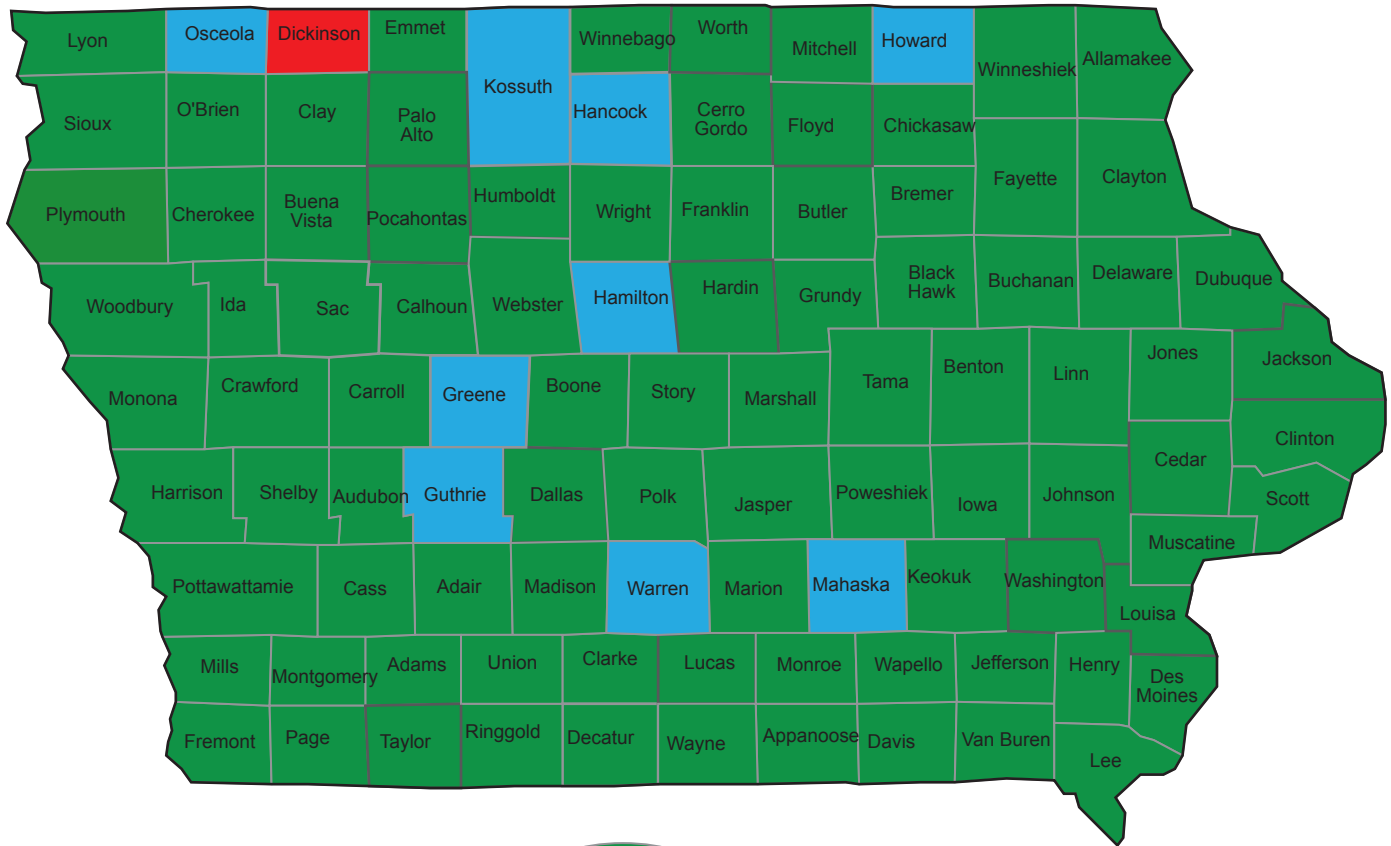 Lyon
Osceola
Dickinson
Emmet
Kossuth
Winnebago
Worth
Mitchell
Howard
Winneshiek
Allamakee
Sioux
O'Brien
Clay
Palo
Alto
Hancock
Cerro
Gordo
Floyd
Chickasaw
Plymouth
Cherokee
Buena
Vista
Pocahontas
Humboldt
Wright
Franklin
Butler
Bremer
Fayette
Clayton
Woodbury
Ida
Sac
Calhoun
Webster
Hamilton
Hardin
Grundy
Black
Hawk
Buchanan
Delaware
Dubuque
Monona
Crawford
Carroll
Greene
Boone
Story
Marshall
Tama
Benton
Linn
Jones
Jackson
Clinton
Harrison
Shelby
Audubon
Guthrie
Dallas
Polk
Jasper
Poweshiek
Iowa
Johnson
Cedar
Scott
Muscatine
Pottawattamie
Cass
Adair
Madison
Warren
Marion
Mahaska
Keokuk
Washington
Louisa
Mills
Montgomery
Adams
Union
Clarke
Lucas
Monroe
Wapello
Jefferson
Henry
Des
Moines
Fremont
Page
Taylor
Ringgold
Decatur
Wayne
Appanoose
Davis
Van Buren
Lee